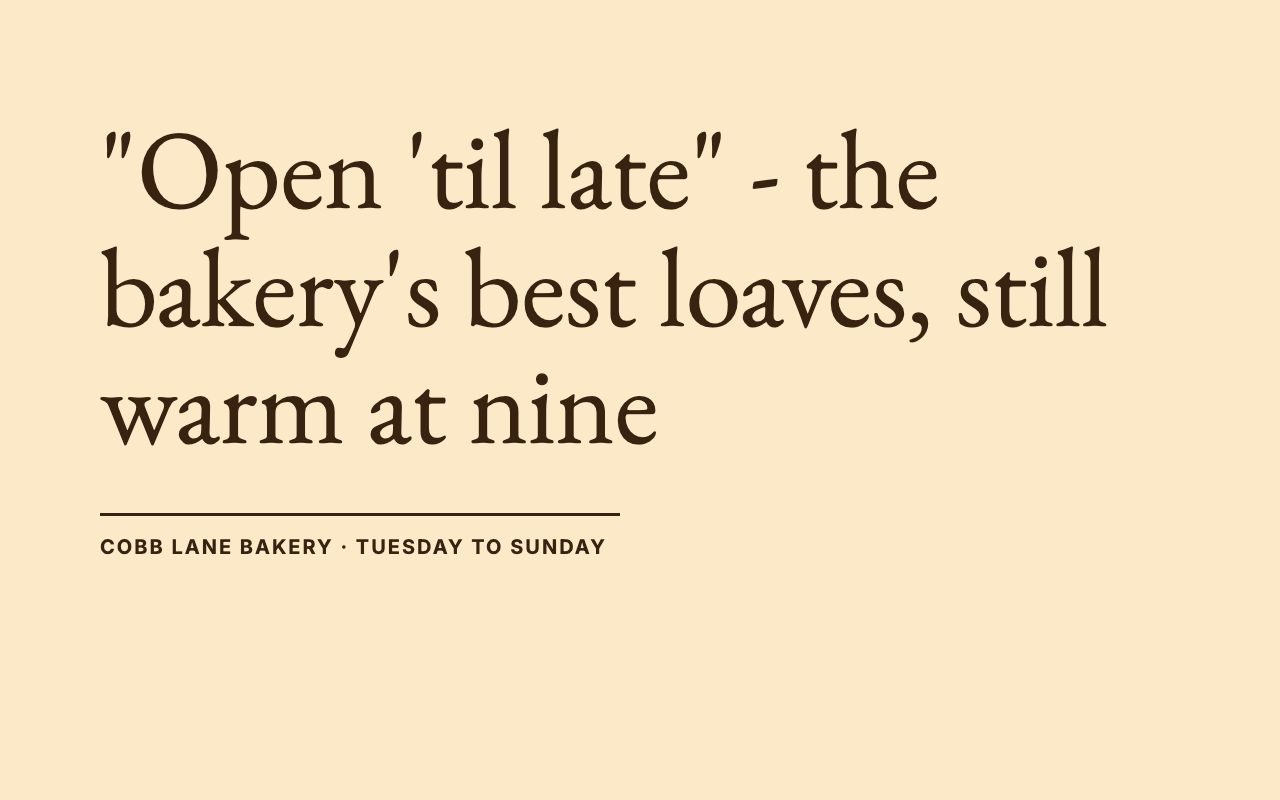 "Open 'til late" - the
bakery's best loaves, still
warm at nine
COBB LANE BAKERY · TUESDAY TO SUNDAY